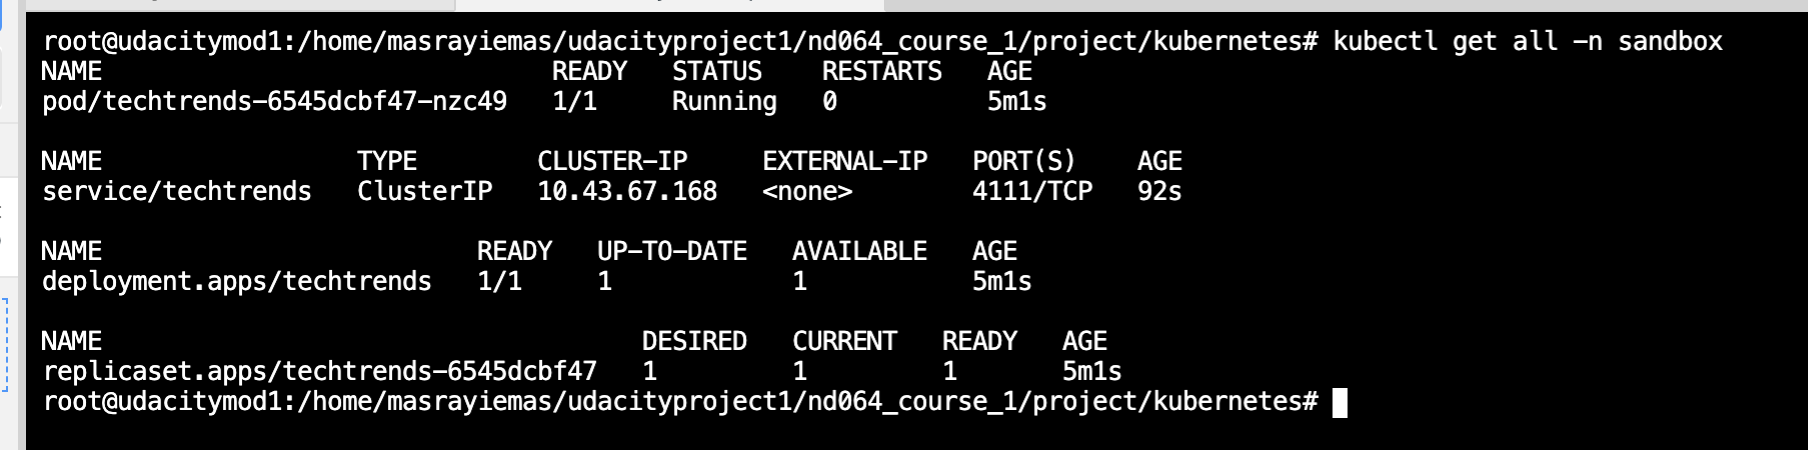 root@udacitymod1:/home/masrayiemas/udacityproject1/nd064_course_1/project/kubernetes# kubectl get all -n sandbox
NAME                              READY   STATUS    RESTARTS   AGE
pod/techtrends-6545dcbf47-nzc49   1/1     Running   0          5m1s

NAME                 TYPE        CLUSTER-IP     EXTERNAL-IP   PORT(S)    AGE
service/techtrends   ClusterIP   10.43.67.168   <none>        4111/TCP   92s

NAME                         READY   UP-TO-DATE   AVAILABLE   AGE
deployment.apps/techtrends   1/1     1            1           5m1s

NAME                                    DESIRED   CURRENT   READY   AGE
replicaset.apps/techtrends-6545dcbf47   1         1         1       5m1s
root@udacitymod1:/home/masrayiemas/udacityproject1/nd064_course_1/project/kubernetes#